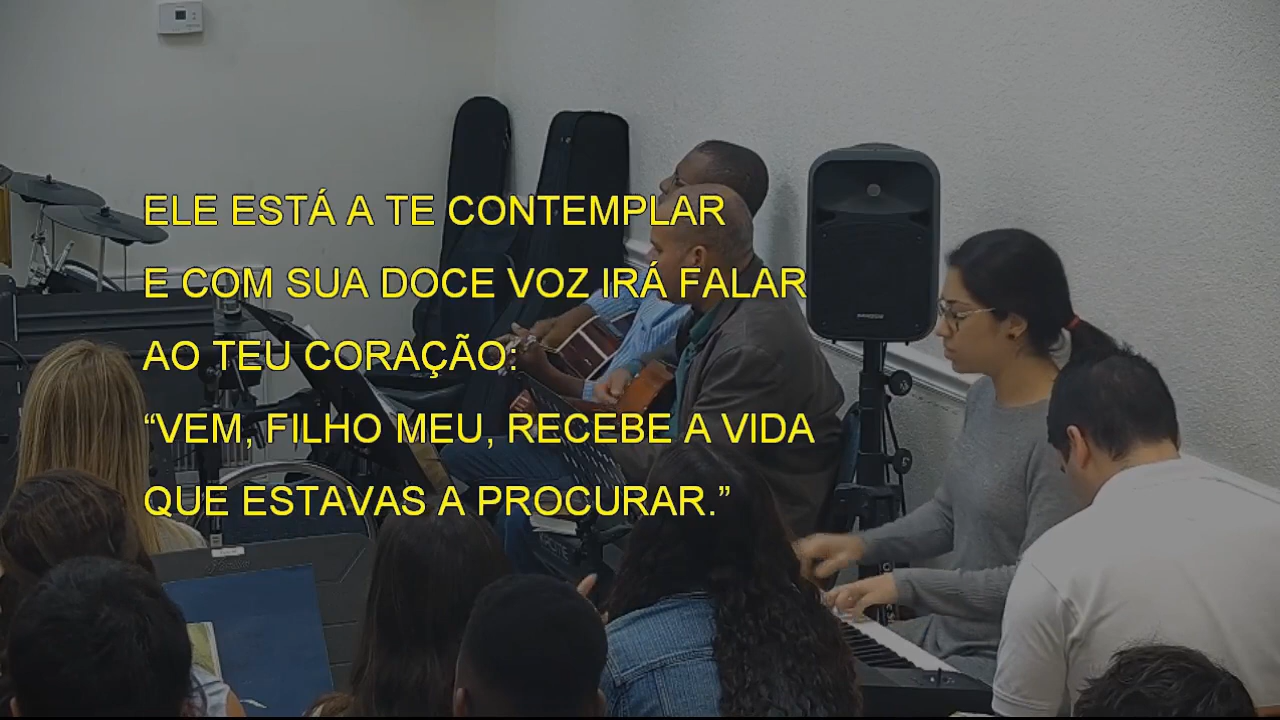 ELE ESTÁ A TE CONTEMPLAR
E COM SUA DOCE VOZ IRÁ FALAR
AO TEU CORAÇÃO:
“VEM, FILHO MEU, RECEBE A VIDA
QUE ESTAVAS A PROCURAR.”